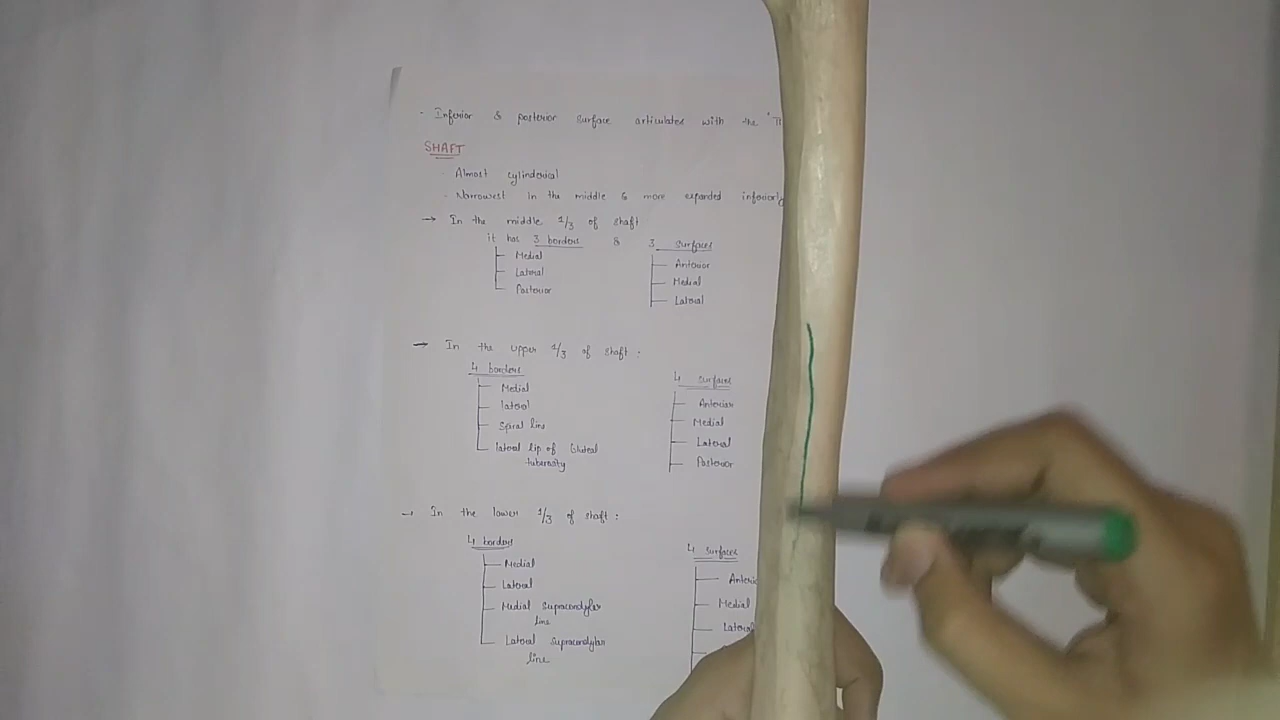 - Inferior & posterior surface articulates with the
SHAFT
- Almost cylinderical
- Narrowest in the middle & more expanded inferiorly
→ In the middle 1/3 of shaft
it has 3 borders & 3 surfaces
Medial
Lateral
Posterior
Anterior
Medial
Lateral
→ In the upper 1/3 of shaft :
4 borders
Medial
lateral
Spiral line
lateral lip of Gluteal
tuberosity
4 surfaces
Anterior
Medial
Lateral
Posterior
→ In the lower 1/3 of shaft :
4 borders
Medial
Lateral
Medial Supracondylar
line
Lateral Supracondylar
line
4 surfaces
Anterio
Medial
Lateral